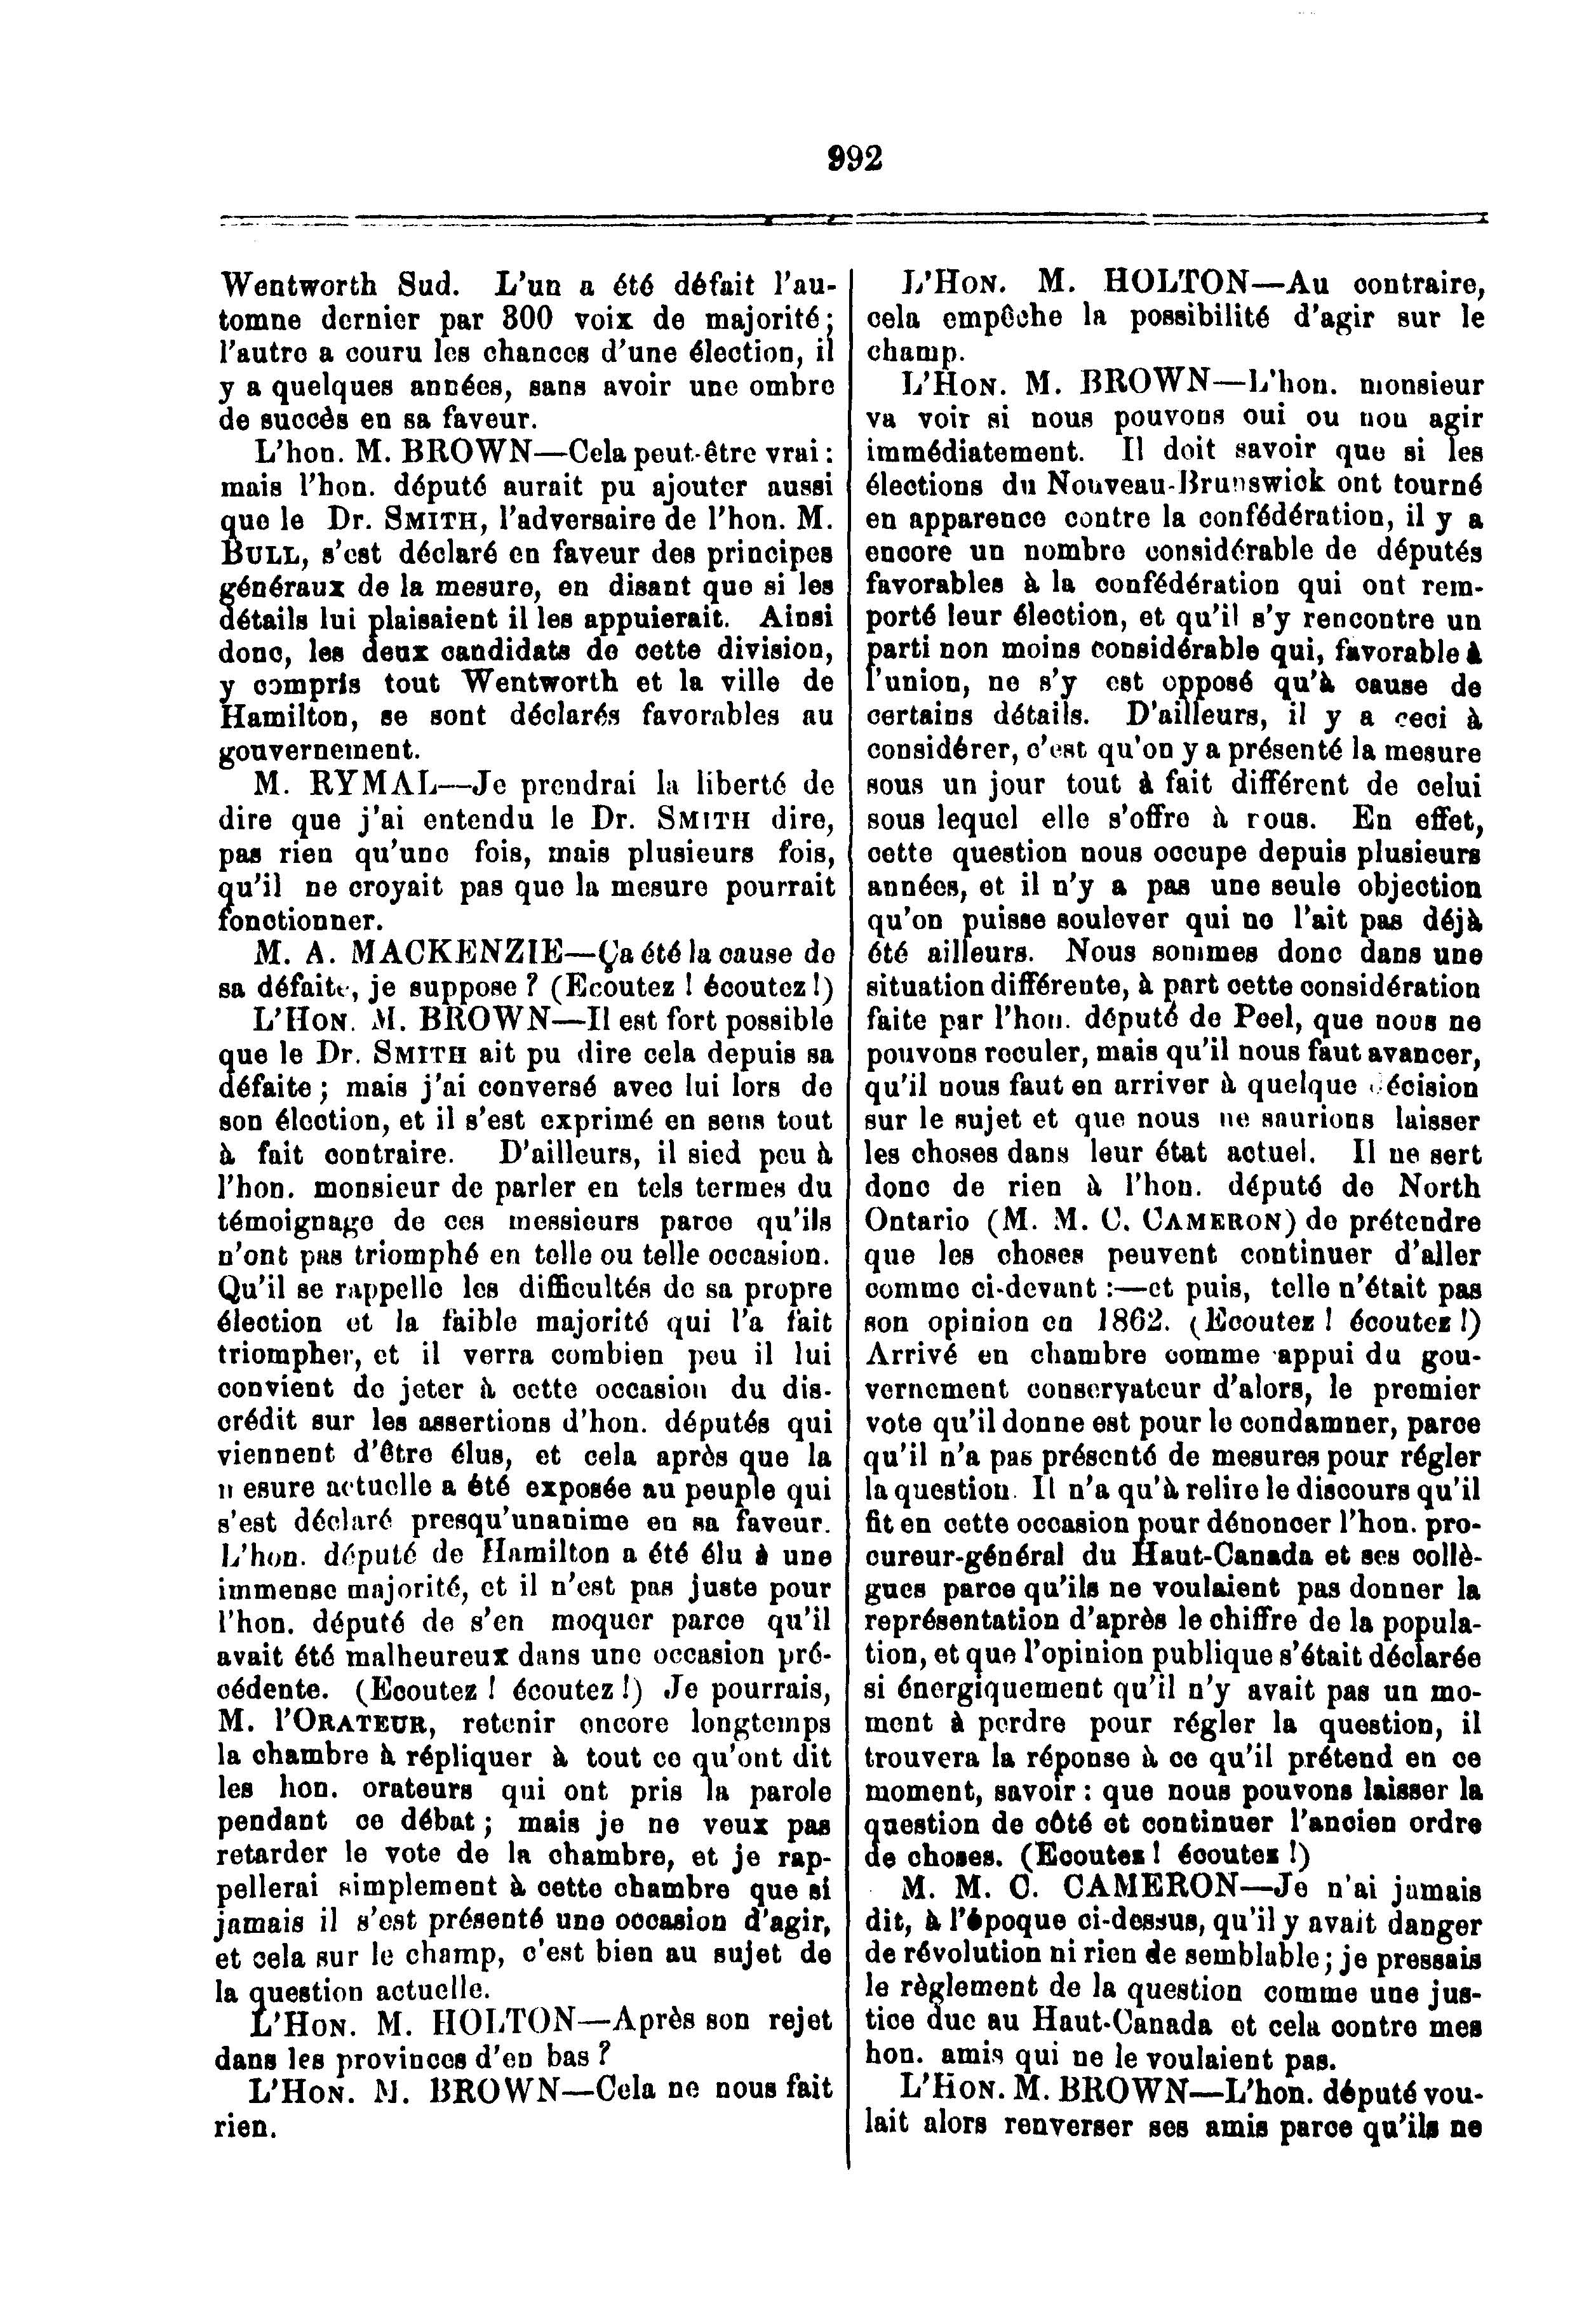 992
Wentworth Sud. L'un a été défait l'au-
tomne dernier par 300 voix de majorité;
l'autre a couru les chances d'une élection, il
y a quelques années, sans avoir une ombre
de succès en sa faveur.
L'hon. M. BROWN—Cela peut-être vrai:
mais l'hon. député aurait pu ajouter aussi
que le Dr. SMITH, l'adversaire de l'hon. M.
BULL, s'est déclaré en faveur des principes
généraux de la mesure, en disant que si les
détails lui plaisaient il les appuierait. Ainsi
donc, les deux candidats de cette division,
y compris tout Wentworth et la ville de
Hamilton, se sont déclarés favorables au
gouvernement.
M. RYMAL—Je prendrai la liberté de
dire que j'ai entendu le Dr. SMITH dire,
pas rien qu'une fois, mais plusieurs fois,
qu'il ne croyait pas que la mesure pourrait
fonctionner.
M. A. MACKENZIE—Ça été la cause de
sa défaite, je suppose? (Ecoutez! écoutez!)
L'HON. M. BROWN—Il est fort possible
que le Dr. SMITH ait pu dire cela depuis sa
défaite; mais j'ai conversé avec lui lors de
son élection, et il s'est exprimé en sens tout
à fait contraire. D'ailleurs, il sied peu à
l'hon. monsieur de parler en tels termes du
témoignage de ces messieurs parce qu'ils
n'ont pas triomphé en telle ou telle occasion.
Qu'il se rappelle les difficultés de sa propre
élection et la faible majorité qui l'a fait
triompher, et il verra combien peu il lui
convient de jeter à cette occasion du dis-
crédit sur les assertions d'hon. députés qui
viennent d'être élus, et cela après que la
mesure actuelle a été exposée au peuple qui
s'est déclaré presqu'unanime en sa faveur.
L'hon. député de Hamilton a été élu à une
immense majorité, et il n'est pas juste pour
l'hon. député de s'en moquer parce qu'il
avait été malheureux dans une occasion pré-
cédente. (Ecoutez! écoutez!) Je pourrais,
M. l'ORATEUR, retenir encore longtemps
la chambre à répliquer à tout ce qu'ont dit
les hon. orateurs qui ont pris la parole
pendant ce débat; mais je ne veux pas
retarder le vote de la chambre, et je rap-
pellerai simplement à cette chambre que si
jamais il s'est présenté une occasion d'agir,
et cela sur le champ, c'est bien au sujet de
la question actuelle.
L'HON. M. HOLTON—Après son rejet
dans les provinces d'en bas?
L'HON. M. BROWN—Cela ne nous fait
rien.
L'HON. M. HOLTON—Au contraire,
cela empêche la possibilité d'agir sur le
champ.
L'HON. M. BROWN—L'hon. monsieur
va voir si nous pouvons oui ou non agir
immédiatement. Il doit savoir que si les
élections du Nouveau-Brunswick ont tourné
en apparence contre la confédération, il y a
encore un nombre considérable de députés
favorables à la confédération qui ont rem-
porté leur élection, et qu'il s'y rencontre un
parti non moins considérable qui, favorable à
l'union, ne s'y est opposé qu'à cause de
certains détails. D'ailleurs, il y a ceci à
considérer, c'est qu'on y a présenté la mesure
sous un jour tout à fait différent de celui
sous lequel elle s'offre à nous. En effet,
cette question nous occupe depuis plusieurs
années, et il n'y a pas une seule objection
qu'on puisse soulever qui ne l'ait pas déjà
été ailleurs. Nous sommes donc dans une
situation différente, à part cette considération
faite par l'hon. député de Peel, que nous ne
pouvons reculer, mais qu'il nous faut avancer,
qu'il nous faut en arriver à quelque décision
sur le sujet et que nous ne saurions laisser
les choses dans leur état actuel. Il ne sert
donc de rien à l'hon. député de North
Ontario (M. M. C. CAMERON) de prétendre
que les choses peuvent continuer d'aller
comme ci-devant:—et puis, telle n'était pas
son opinion en 1862. (Ecoutez! écoutez!)
Arrivé en chambre comme appui du gou-
vernement conservateur d'alors, le premier
vote qu'il donne est pour le condamner, parce
qu'il n'a pas présenté de mesures pour régler
la question. Il n'a qu'à relire le discours qu'il
fit en cette occasion pour dénoncer l'hon. pro-
cureur-général du Haut-Canada et ses collè-
gues parce qu'ils ne voulaient pas donner la
représentation d'après le chiffre de la popula-
tion, et que l'opinion publique s'était déclarée
si énergiquement qu'il n'y avait pas un mo-
ment à perdre pour régler la question, il
trouvera la réponse à ce qu'il prétend en ce
moment, savoir: que nous pouvons laisser la
question de côté et continuer l'ancien ordre
de choses. (Ecoutez! écoutez!)
M. M. C. CAMERON—Je n'ai jamais
dit, à l'époque ci-dessus, qu'il y avait danger
de révolution ni rien de semblable; je pressais
le règlement de la question comme une jus-
tice due au Haut-Canada et cela contre mes
hon. amis qui ne le voulaient pas.
L'HON. M. BROWN—L'hon. député vou-
lait alors renverser ses amis parce qu'ils ne